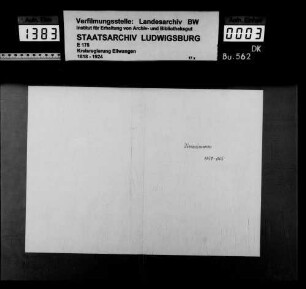 1383
Verfilmungsstelle: Landesarchiv BW
Institut für Erhaltung von Archiv- und Bibliotheksgut
STAATSARCHIV LUDWIGSBURG
E 175
Kreisregierung Ellwangen
1818 - 1924
0003
DK
Bu.562